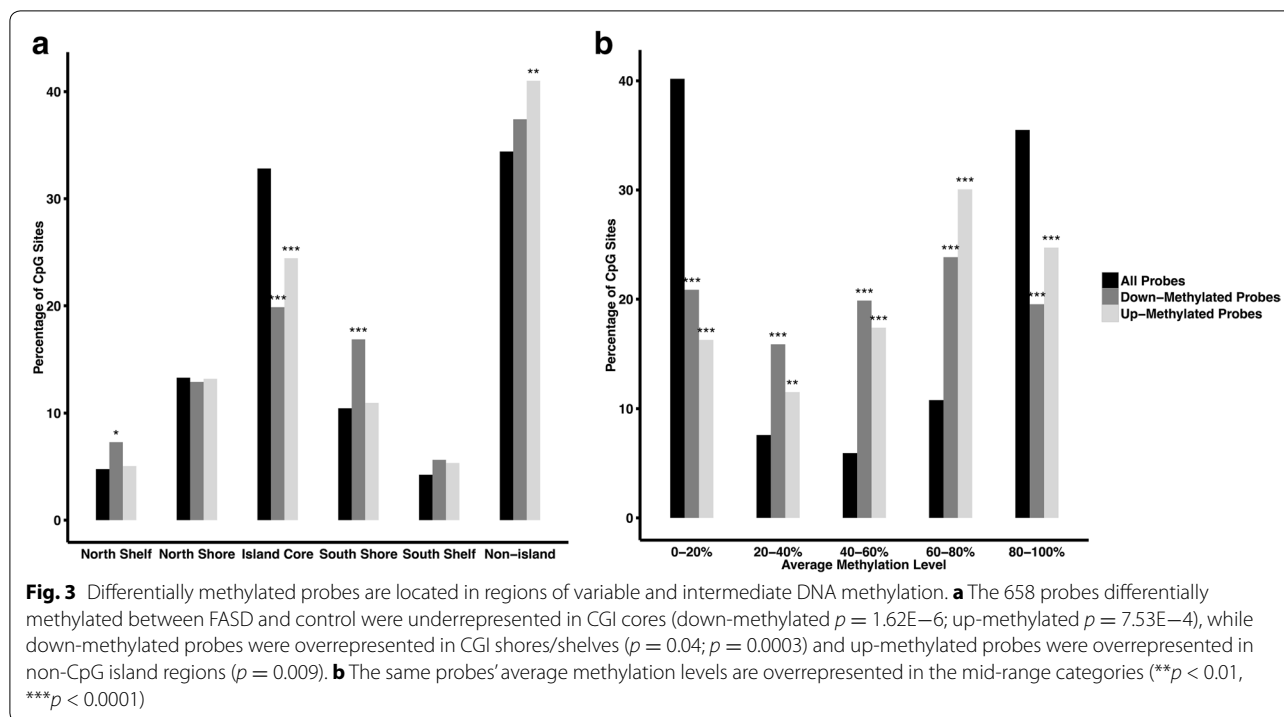 a
b
Percentage of CpG Sites
40
30
20
10
0
*
***
***
***
**
North Shelf North Shore Island Core South Shore South Shelf Non−island
Percentage of CpG Sites
40
30
20
10
0
***
***
***
**
***
***
***
***
***
***
0−20% 20−40% 40−60% 60−80% 80−100%
Average Methylation Level
All Probes
Down−Methylated Probes
Up−Methylated Probes
Fig. 3 Differentially methylated probes are located in regions of variable and intermediate DNA methylation. a The 658 probes differentially
methylated between FASD and control were underrepresented in CGI cores (down-methylated p = 1.62E−6; up-methylated p = 7.53E−4), while
down-methylated probes were overrepresented in CGI shores/shelves (p = 0.04; p = 0.0003) and up-methylated probes were overrepresented in
non-CpG island regions (p = 0.009). b The same probes' average methylation levels are overrepresented in the mid-range categories (**p < 0.01,
***p < 0.0001)